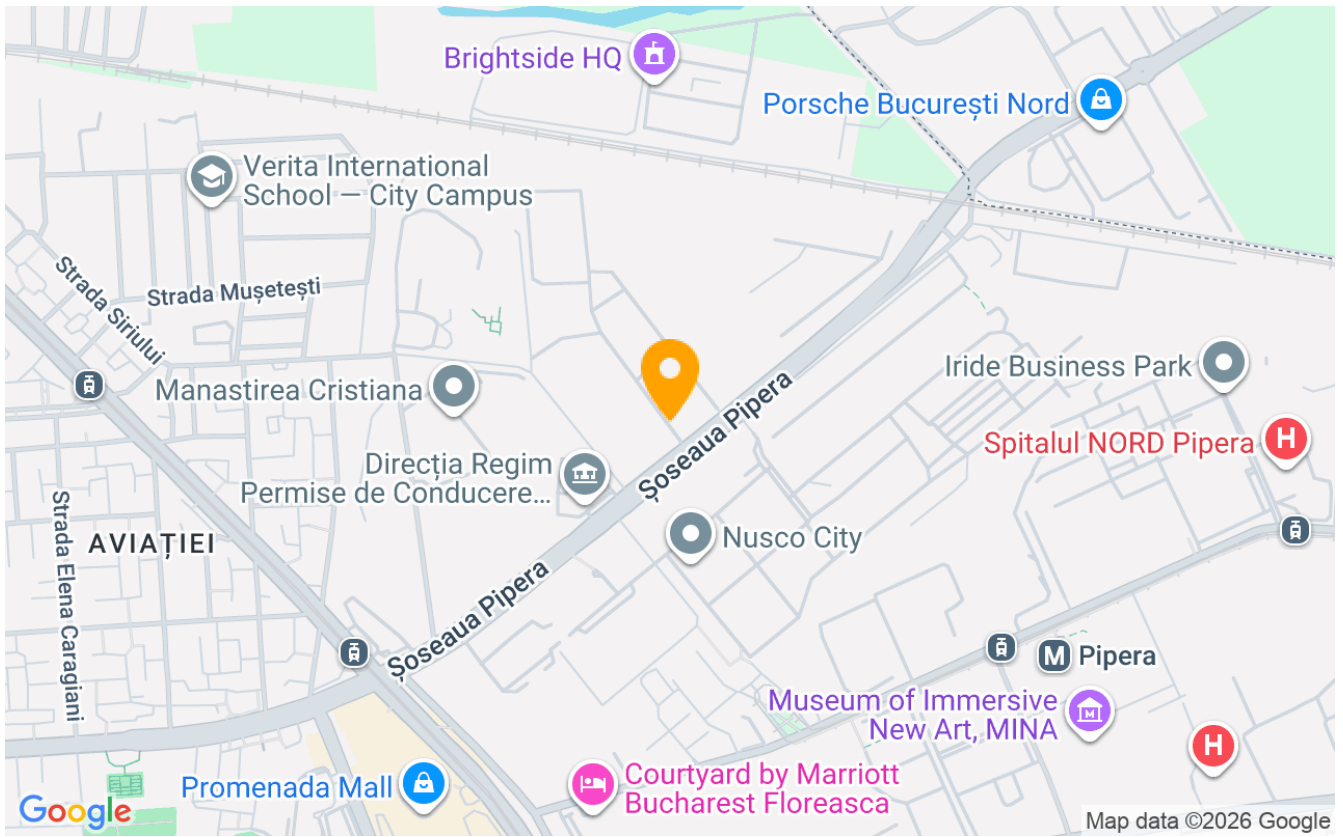 Brightside HQ
Porsche București Nord
Verita International
School — City Campus
Strada Siriului
Strada Mușetești
Manastirea Cristiana
Iride Business Park
Șoseaua Pipera
Spitalul NORD Pipera
H
Direcția Regim
Permise de Conducere...
Strada Elena Caragiani
AVIAȚIEI
Nusco City
Șoseaua Pipera
M Pipera
Museum of Immersive
New Art, MINA
M
H
Promenada Mall
Courtyard by Marriott
Bucharest Floreasca
Google
Map data ©2026 Google